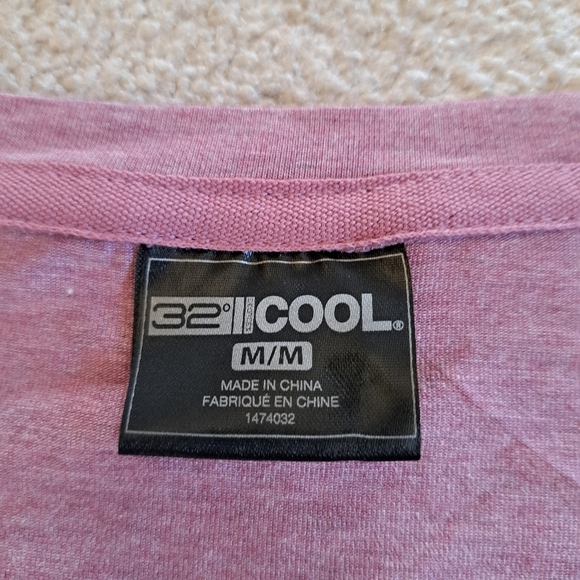 32° COOL®
M/M
MADE IN CHINA
FABRIQUÉ EN CHINE
1474032